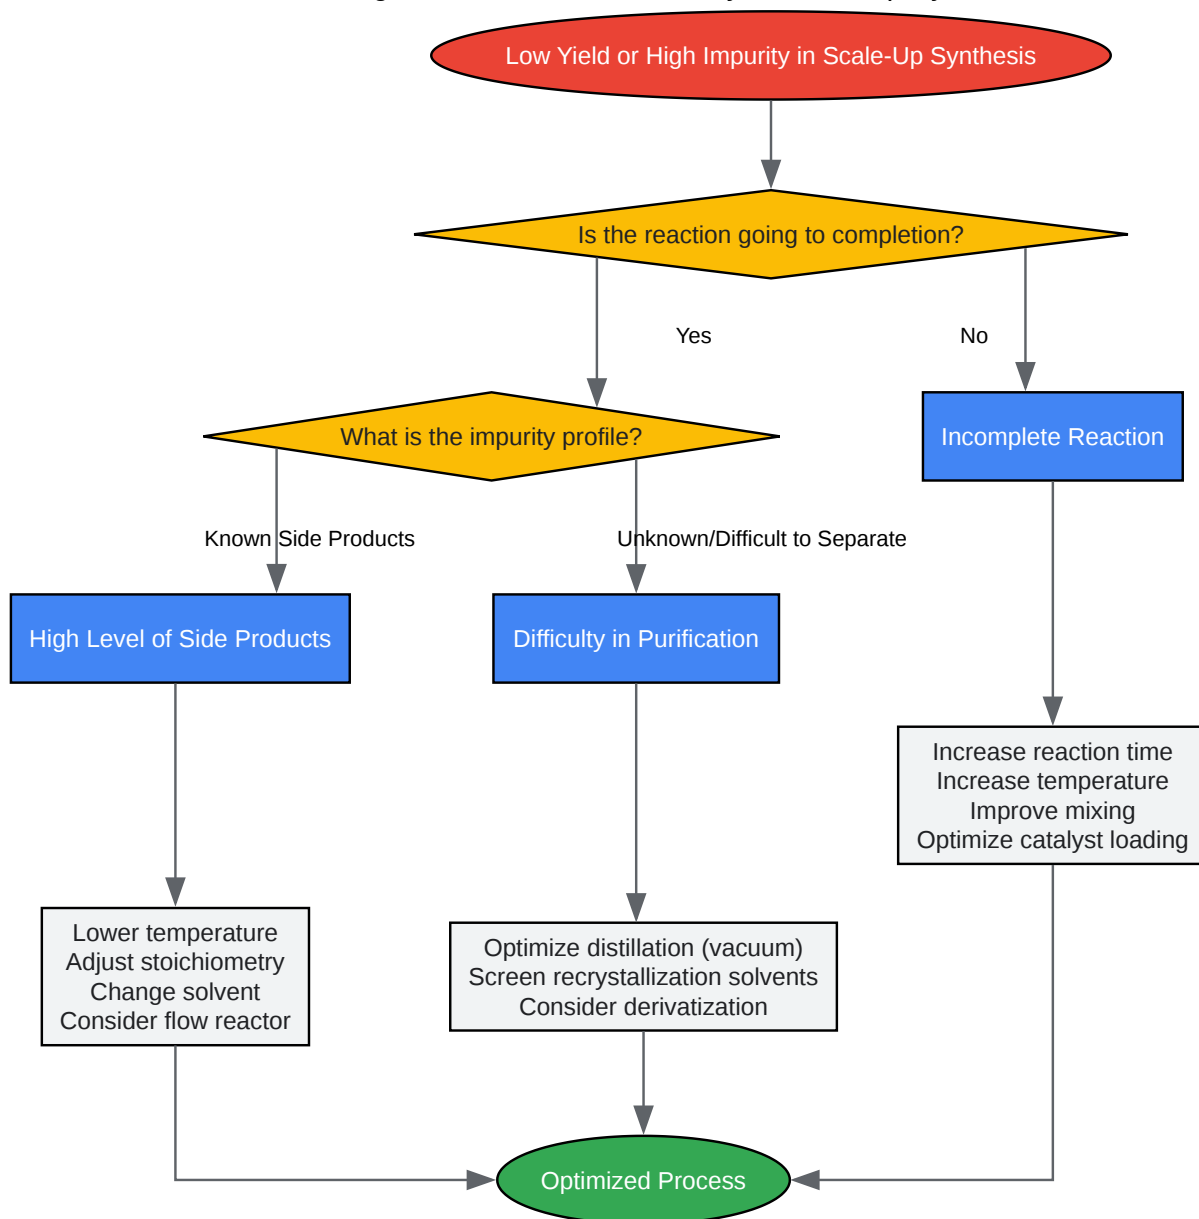 Low Yield or High Impurity in Scale-Up Synthesis
Is the reaction going to completion?
Yes
No
What is the impurity profile?
Incomplete Reaction
Known Side Products
Unknown/Difficult to Separate
High Level of Side Products
Difficulty in Purification
Increase reaction time
Increase temperature
Improve mixing
Optimize catalyst loading
Lower temperature
Adjust stoichiometry
Change solvent
Consider flow reactor
Optimize distillation (vacuum)
Screen recrystallization solvents
Consider derivatization
Optimized Process